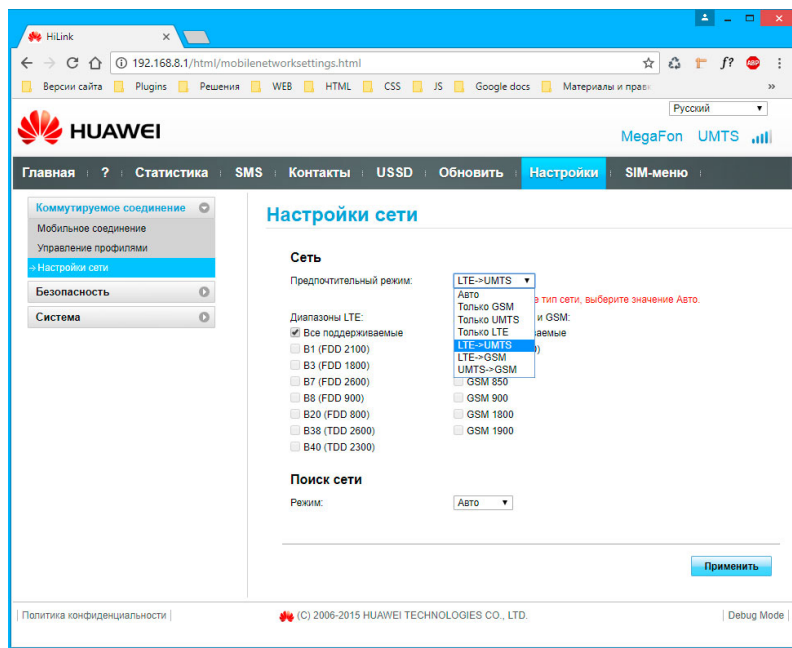 HiLink
192.168.8.1/html/mobilenetworksettings.html
f?
ABP
Версии сайта Plugins Решения WEB HTML CSS JS Google docs Материалы и прав
»
Русский
HUAWEI
MegaFon UMTS
Главная ? Статистика SMS Контакты USSD Обновить Настройки SIM-меню
Коммутируемое соединение
Мобильное соединение
Управление профилями
→Настройки сети
Безопасность
Система
Настройки сети
Сеть
Предпочтительный режим: LTE->UMTS
Авто
Только GSM
Только UMTS
Только LTE
LTE->UMTS
LTE->GSM
UMTS->GSM
е тип сети, выберите значение Авто.
Диапазоны LTE: и GSM:
Все поддерживаемые ваемые
B1 (FDD 2100) )
B3 (FDD 1800)
B7 (FDD 2600) GSM 850
B8 (FDD 900) GSM 900
B20 (FDD 800) GSM 1800
B38 (TDD 2600) GSM 1900
B40 (TDD 2300)
Поиск сети
Режим: Авто
Применить
Политика конфиденциальности | (C) 2006-2015 HUAWEI TECHNOLOGIES CO., LTD. | Debug Mode |